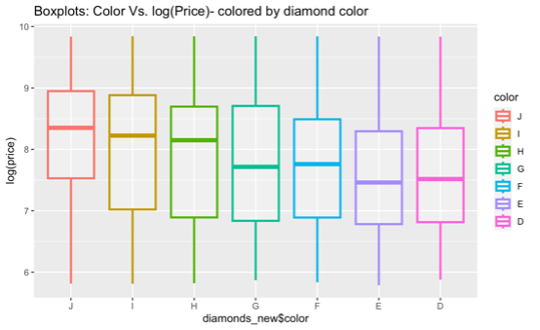 Boxplots: Color Vs. log(Price)- colored by diamond color
10
9
8
7
6
log(price)
J I H G F E D
diamonds_new$color
color
J
I
H
G
F
E
D